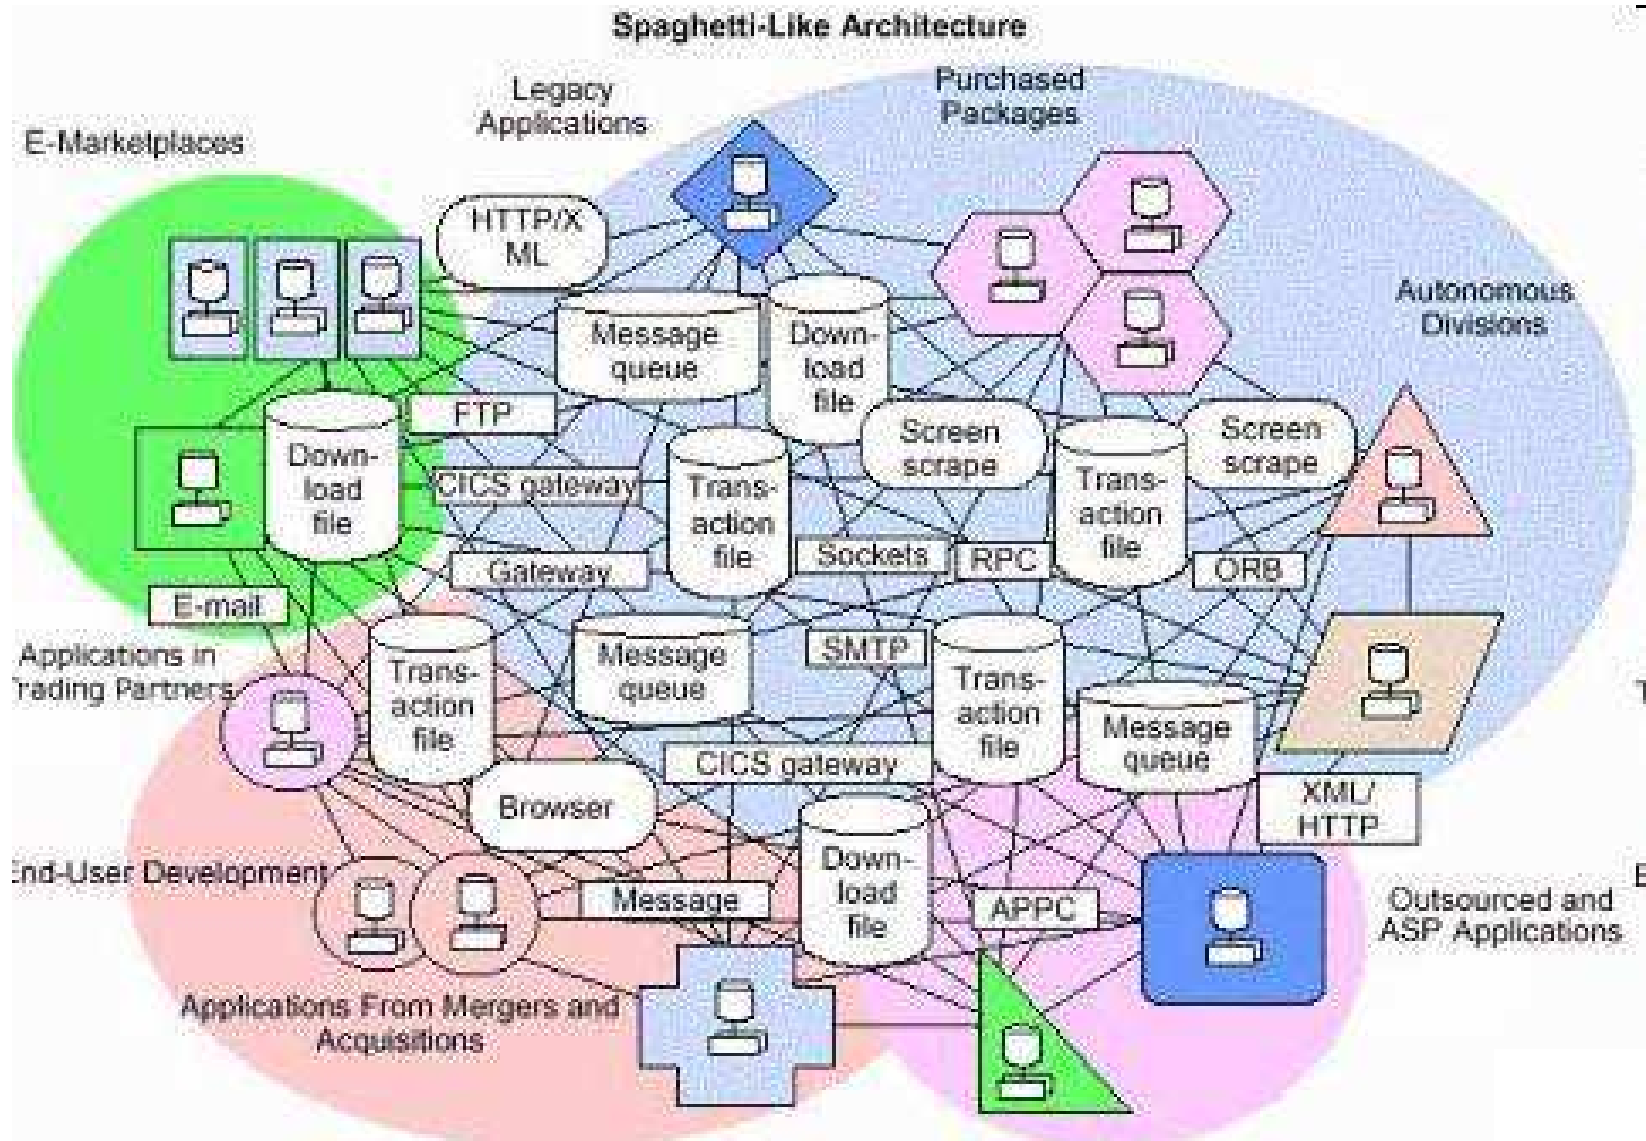 Spaghetti-Like Architecture
Legacy
Applications
Purchased
Packages
E-Marketplaces
HTTP/X
ML
Autonomous
Divisions
Message
queue
Down-
load
file
FTP
Screen
scrape
Screen
scrape
Down-
load
file
CICS gateway
Trans-
action
file
Trans-
action
file
Gateway
Sockets
RPC
ORB
E-mail
Applications in
Trading Partners
Trans-
action
file
Message
queue
SMTP
Trans-
action
file
Message
queue
CICS gateway
Browser
XML/
HTTP
End-User Development
Down-
load
file
Message
APPC
Outsourced and
ASP Applications
Applications From Mergers and
Acquisitions